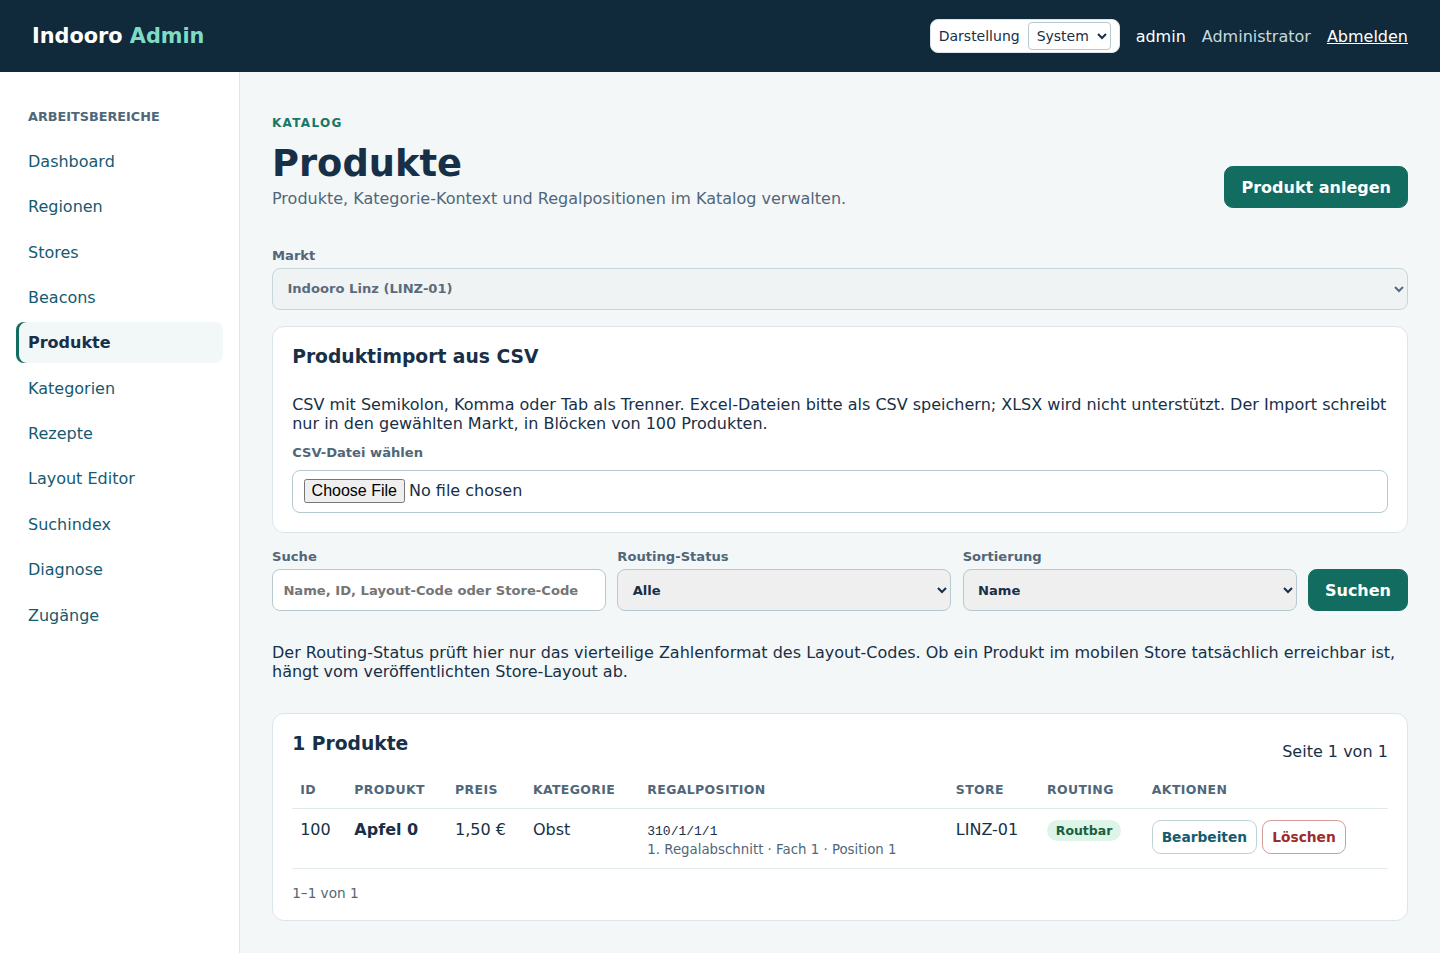 Indooro Admin
Darstellung System admin Administrator Abmelden
ARBEITSBEREICHE
Dashboard
Regionen
Stores
Beacons
Produkte
Kategorien
Rezepte
Layout Editor
Suchindex
Diagnose
Zugänge
KATALOG
Produkte
Produkte, Kategorie-Kontext und Regalpositionen im Katalog verwalten.
Produkt anlegen
Markt
Indooro Linz (LINZ-01)
Produktimport aus CSV
CSV mit Semikolon, Komma oder Tab als Trenner. Excel-Dateien bitte als CSV speichern; XLSX wird nicht unterstützt. Der Import schreibt
nur in den gewählten Markt, in Blöcken von 100 Produkten.
CSV-Datei wählen
Choose File No file chosen
Suche Routing-Status Sortierung
Name, ID, Layout-Code oder Store-Code Alle Name Suchen
Der Routing-Status prüft hier nur das vierteilige Zahlenformat des Layout-Codes. Ob ein Produkt im mobilen Store tatsächlich erreichbar ist,
hängt vom veröffentlichten Store-Layout ab.
1 Produkte
Seite 1 von 1
ID PRODUKT PREIS KATEGORIE REGALPOSITION STORE ROUTING AKTIONEN
100 Apfel 0 1,50 € Obst 310/1/1/1 LINZ-01 Routbar Bearbeiten Löschen
1. Regalabschnitt · Fach 1 · Position 1
1–1 von 1